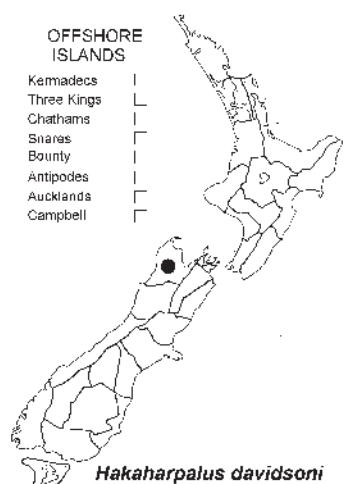 OFFSHORE
ISLANDS
Kermadecs
Three Kings
Chathams
Snares
Bounty
Antipodes
Aucklands
Campbell
Hakaharpalus davidsoni